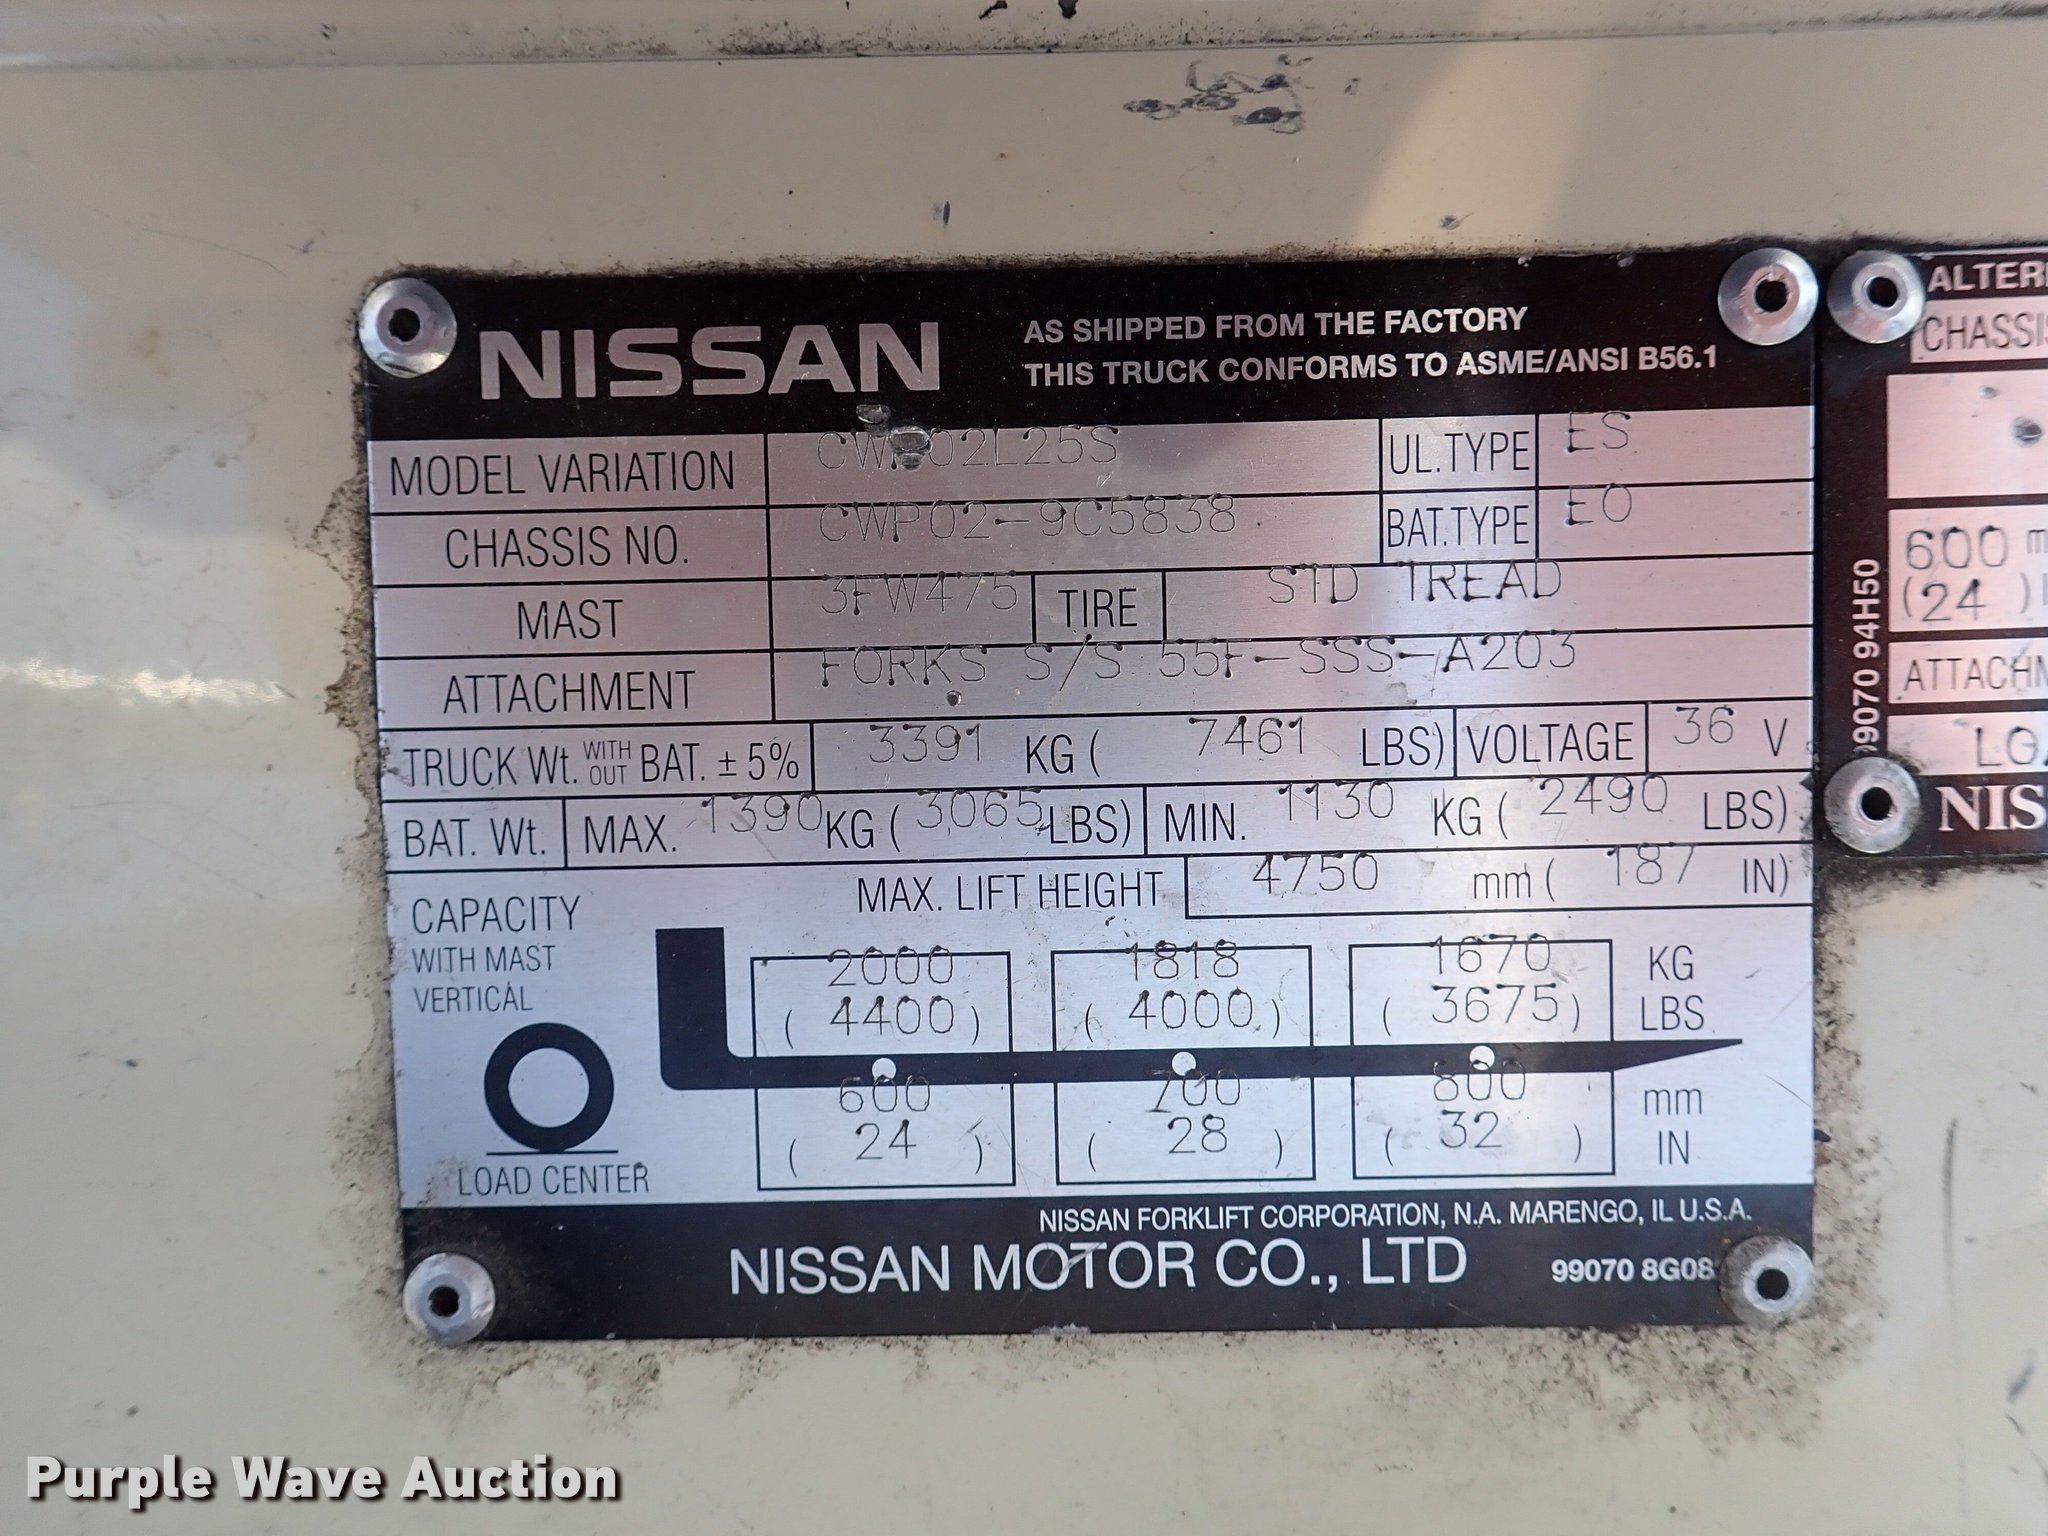 NISSAN
AS SHIPPED FROM THE FACTORY
THIS TRUCK CONFORMS TO ASME/ANSI B56.1
MODEL VARIATION CWP02L25S UL.TYPE ES
CHASSIS NO. CWP02-9C5838 BAT.TYPE EO
MAST 3FW475 TIRE STD TREAD
ATTACHMENT FORKS S/S 55F-SSS-A203
TRUCK Wt. WITH OUT BAT. ± 5% 3391 KG ( 7461 LBS) VOLTAGE 36 V
BAT. Wt. MAX. 1390 KG ( 3065 LBS) MIN. 1130 KG ( 2490 LBS)
MAX. LIFT HEIGHT 4750 mm ( 187 IN)
CAPACITY
WITH MAST
VERTICAL
2000 1818 1670 KG
( 4400 ) ( 4000 ) ( 3675 ) LBS
600 700 800 mm
( 24 ) ( 28 ) ( 32 ) IN
LOAD CENTER
NISSAN FORKLIFT CORPORATION, N.A. MARENGO, IL U.S.A.
NISSAN MOTOR CO., LTD 99070 8G08
CHASSIS
600
(24 )
99070 94H50
NIS
Purple Wave Auction